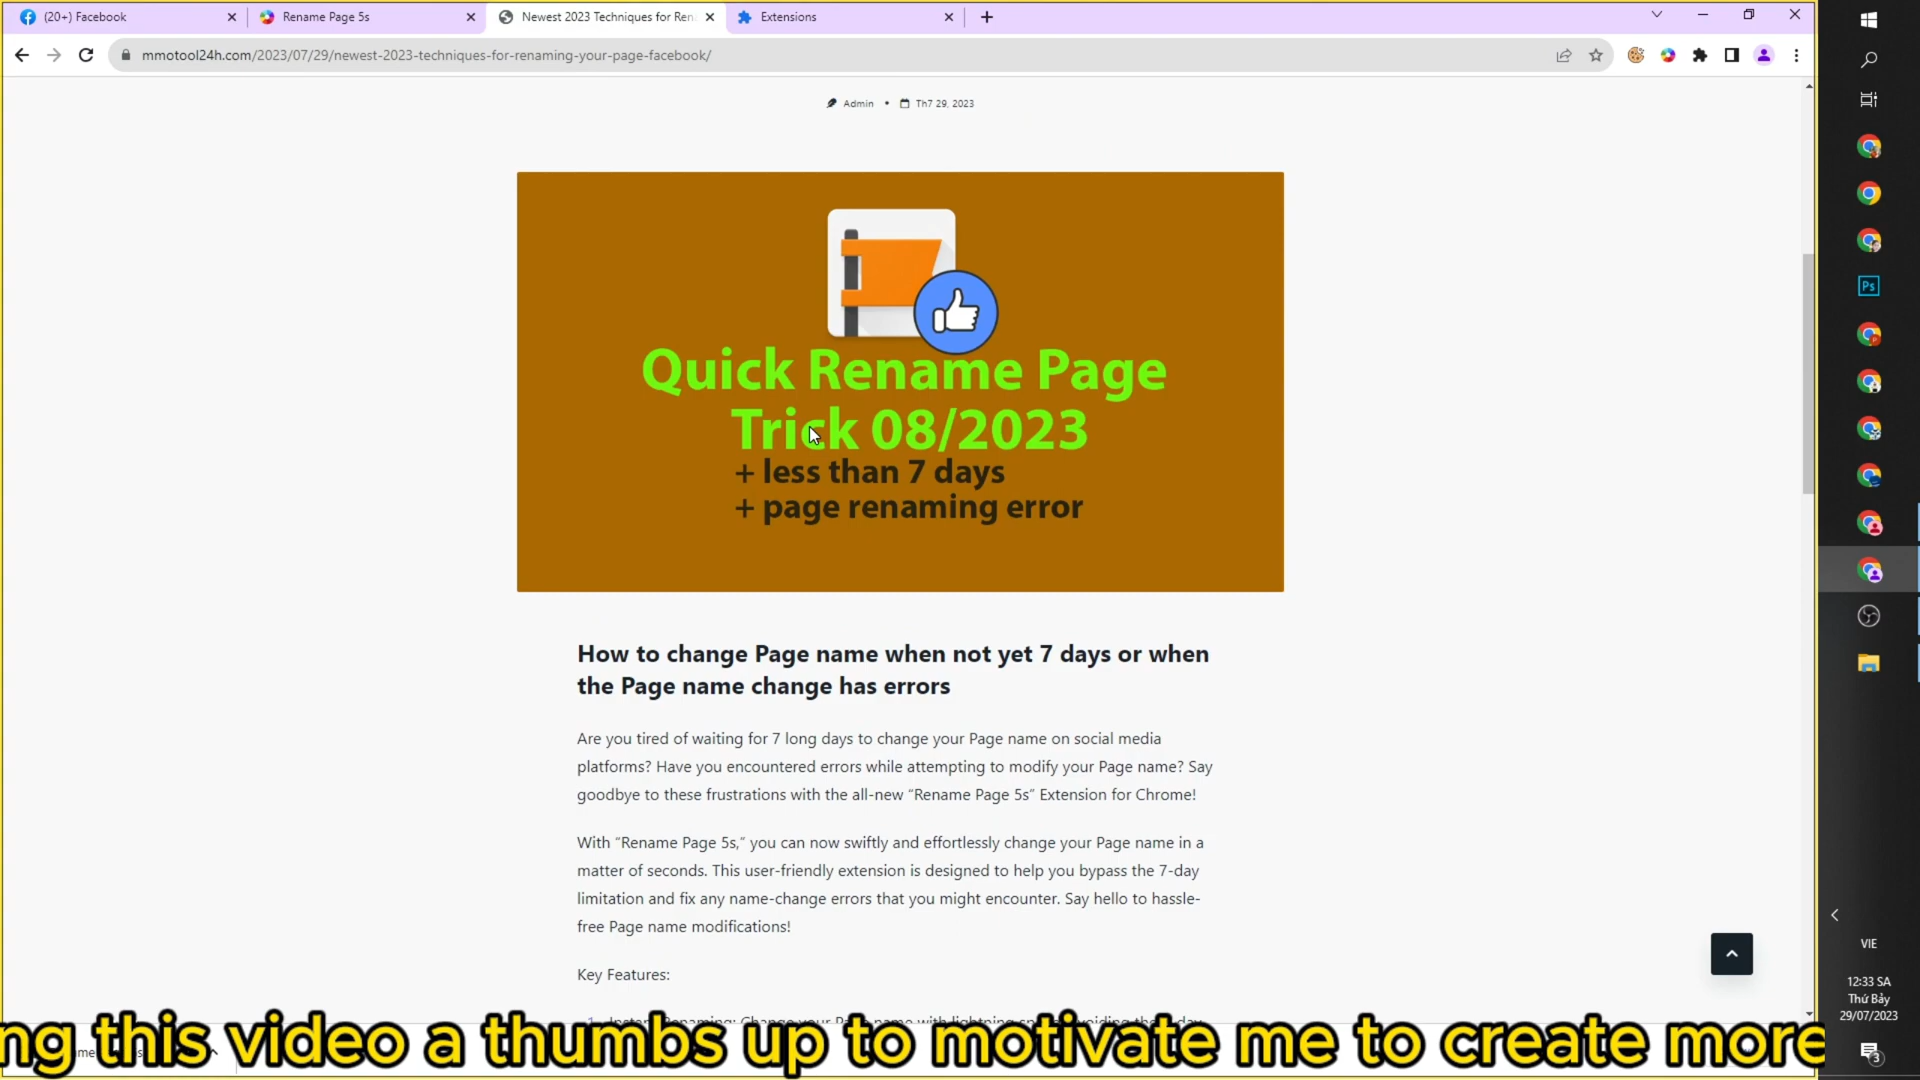 (20+) Facebook
Rename Page 5s
Newest 2023 Techniques for Ren
Extensions
mmotool24h.com/2023/07/29/newest-2023-techniques-for-renaming-your-page-facebook/
Admin • Th7 29, 2023
Quick Rename Page
Trick 08/2023
+ less than 7 days
+ page renaming error
How to change Page name when not yet 7 days or when
the Page name change has errors
Are you tired of waiting for 7 long days to change your Page name on social media
platforms? Have you encountered errors while attempting to modify your Page name? Say
goodbye to these frustrations with the all-new “Rename Page 5s” Extension for Chrome!
With “Rename Page 5s,” you can now swiftly and effortlessly change your Page name in a
matter of seconds. This user-friendly extension is designed to help you bypass the 7-day
limitation and fix any name-change errors that you might encounter. Say hello to hassle-
free Page name modifications!
Key Features:
ng this video a thumbs up to motivate me to create more
Ps
VIE
12:33 SA
Thứ Bảy
29/07/2023
3